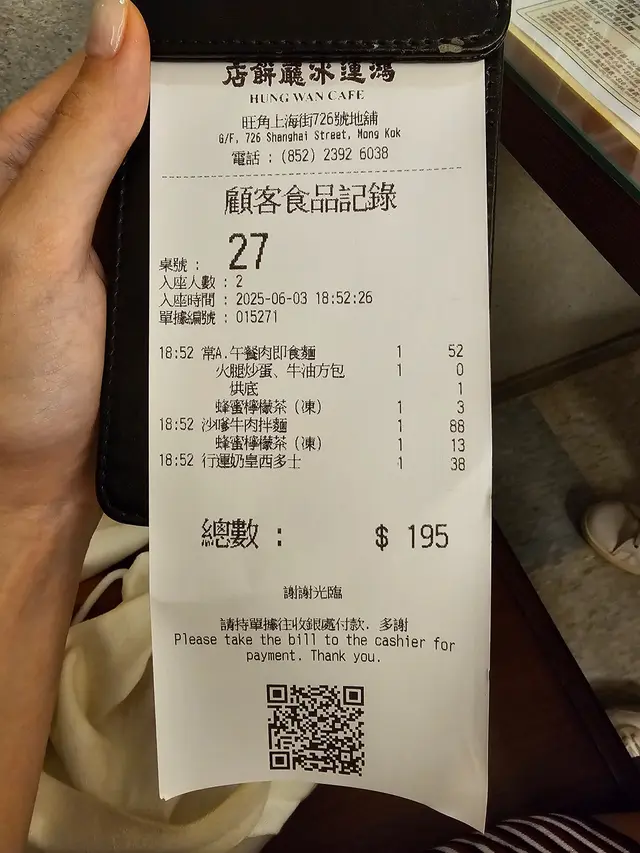 鴻運冰廳餅店
HUNG WAN CAFE
旺角上海街726號地舖
G/F, 726 Shanghai Street, Mong Kok
電話 : (852) 2392 6038
顧客食品記錄
桌號 : 27
入座人數 : 2
入座時間 : 2025-06-03 18:52:26
單據編號 : 015271
18:52 常A.午餐肉即食麵 1 52
火腿炒蛋、牛油方包 1 0
烘底 1
蜂蜜檸檬茶 (凍) 1 3
18:52 沙嗲牛肉拌麵 1 88
蜂蜜檸檬茶 (凍) 1 13
18:52 行運奶皇西多士 1 38
總數 : $ 195
謝謝光臨
請持單據往收銀處付款. 多謝
Please take the bill to the cashier for
payment. Thank you.